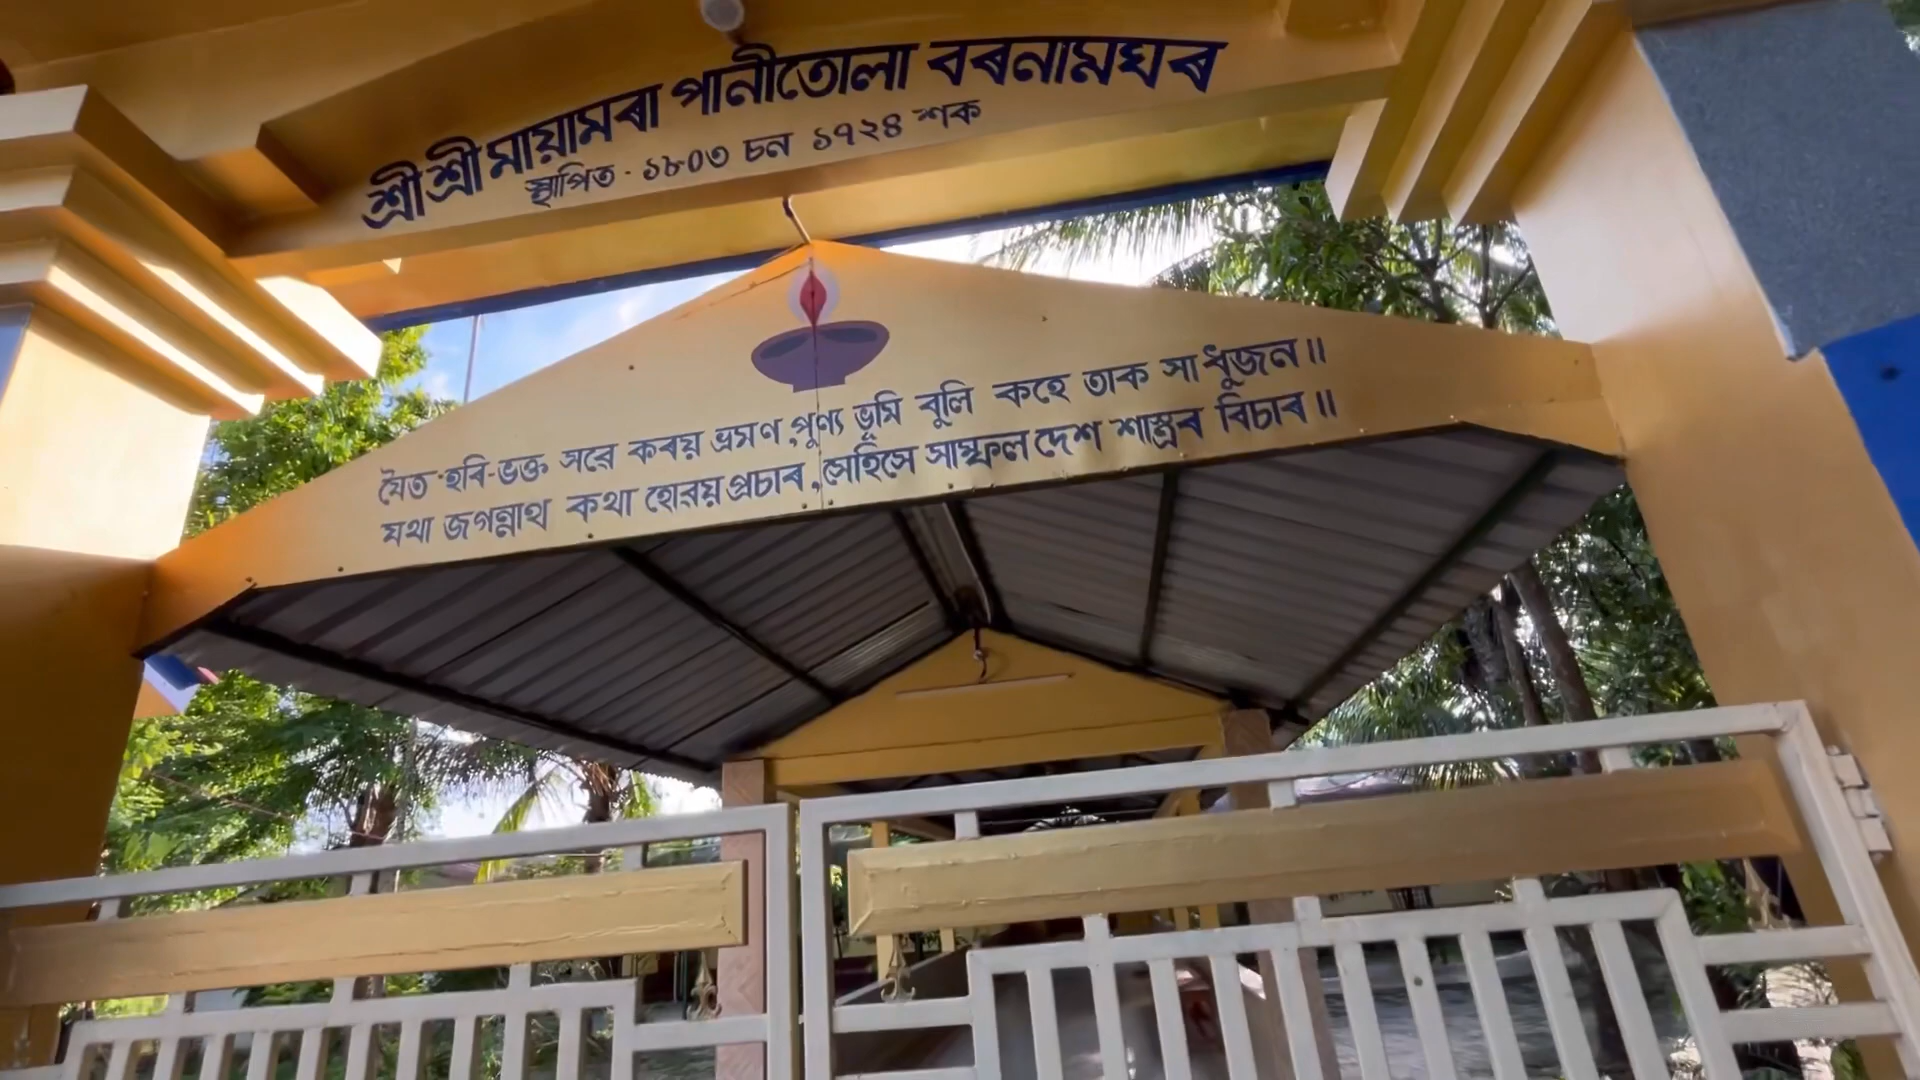 শ্ৰী শ্ৰী মায়ামৰা পানীতোলা বৰনামঘৰ
স্থাপিত - ১৮০৩ চন ১৭২৪ শক
যৈত হৰি-ভক্ত সৱে কৰয় ভ্ৰমণ, পুণ্য ভূমি বুলি কহে তাক সাধুজন॥
যথা জগন্নাথ কথা হোৱয় প্ৰচাৰ, সেহিসে সাম্ফল দেশ শাস্ত্ৰৰ বিচাৰ॥